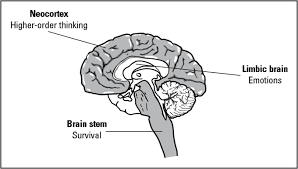 Neocortex
Higher-order thinking
Limbic brain
Emotions
Brain stem
Survival